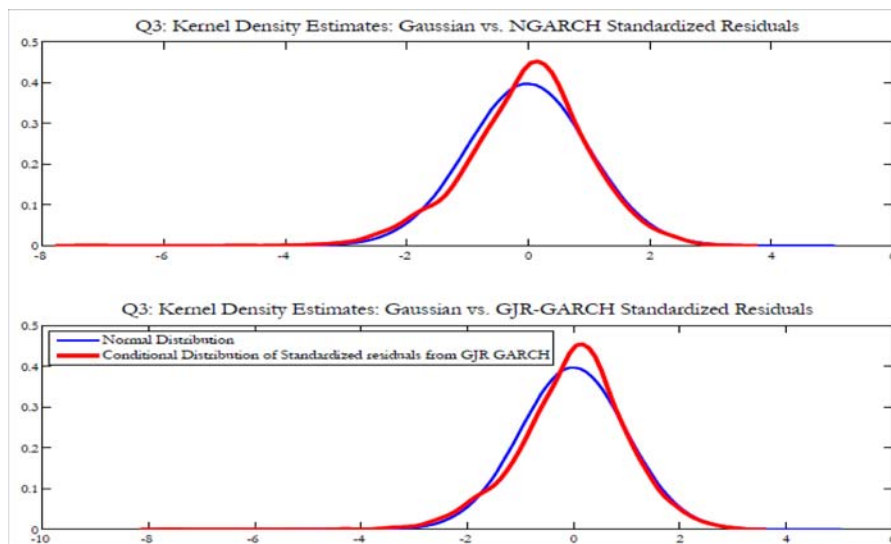 Q3: Kernel Density Estimates: Gaussian vs. NGARCH Standardized Residuals
0.5
0.4
0.3
0.2
0.1
0
-8 -6 -4 -2 0 2 4 6
Q3: Kernel Density Estimates: Gaussian vs. GJR-GARCH Standardized Residuals
0.5
Normal Distribution
Conditional Distribution of Standardized residuals from GJR GARCH
0.4
0.3
0.2
0.1
0
-10 -8 -6 -4 -2 0 2 4 6